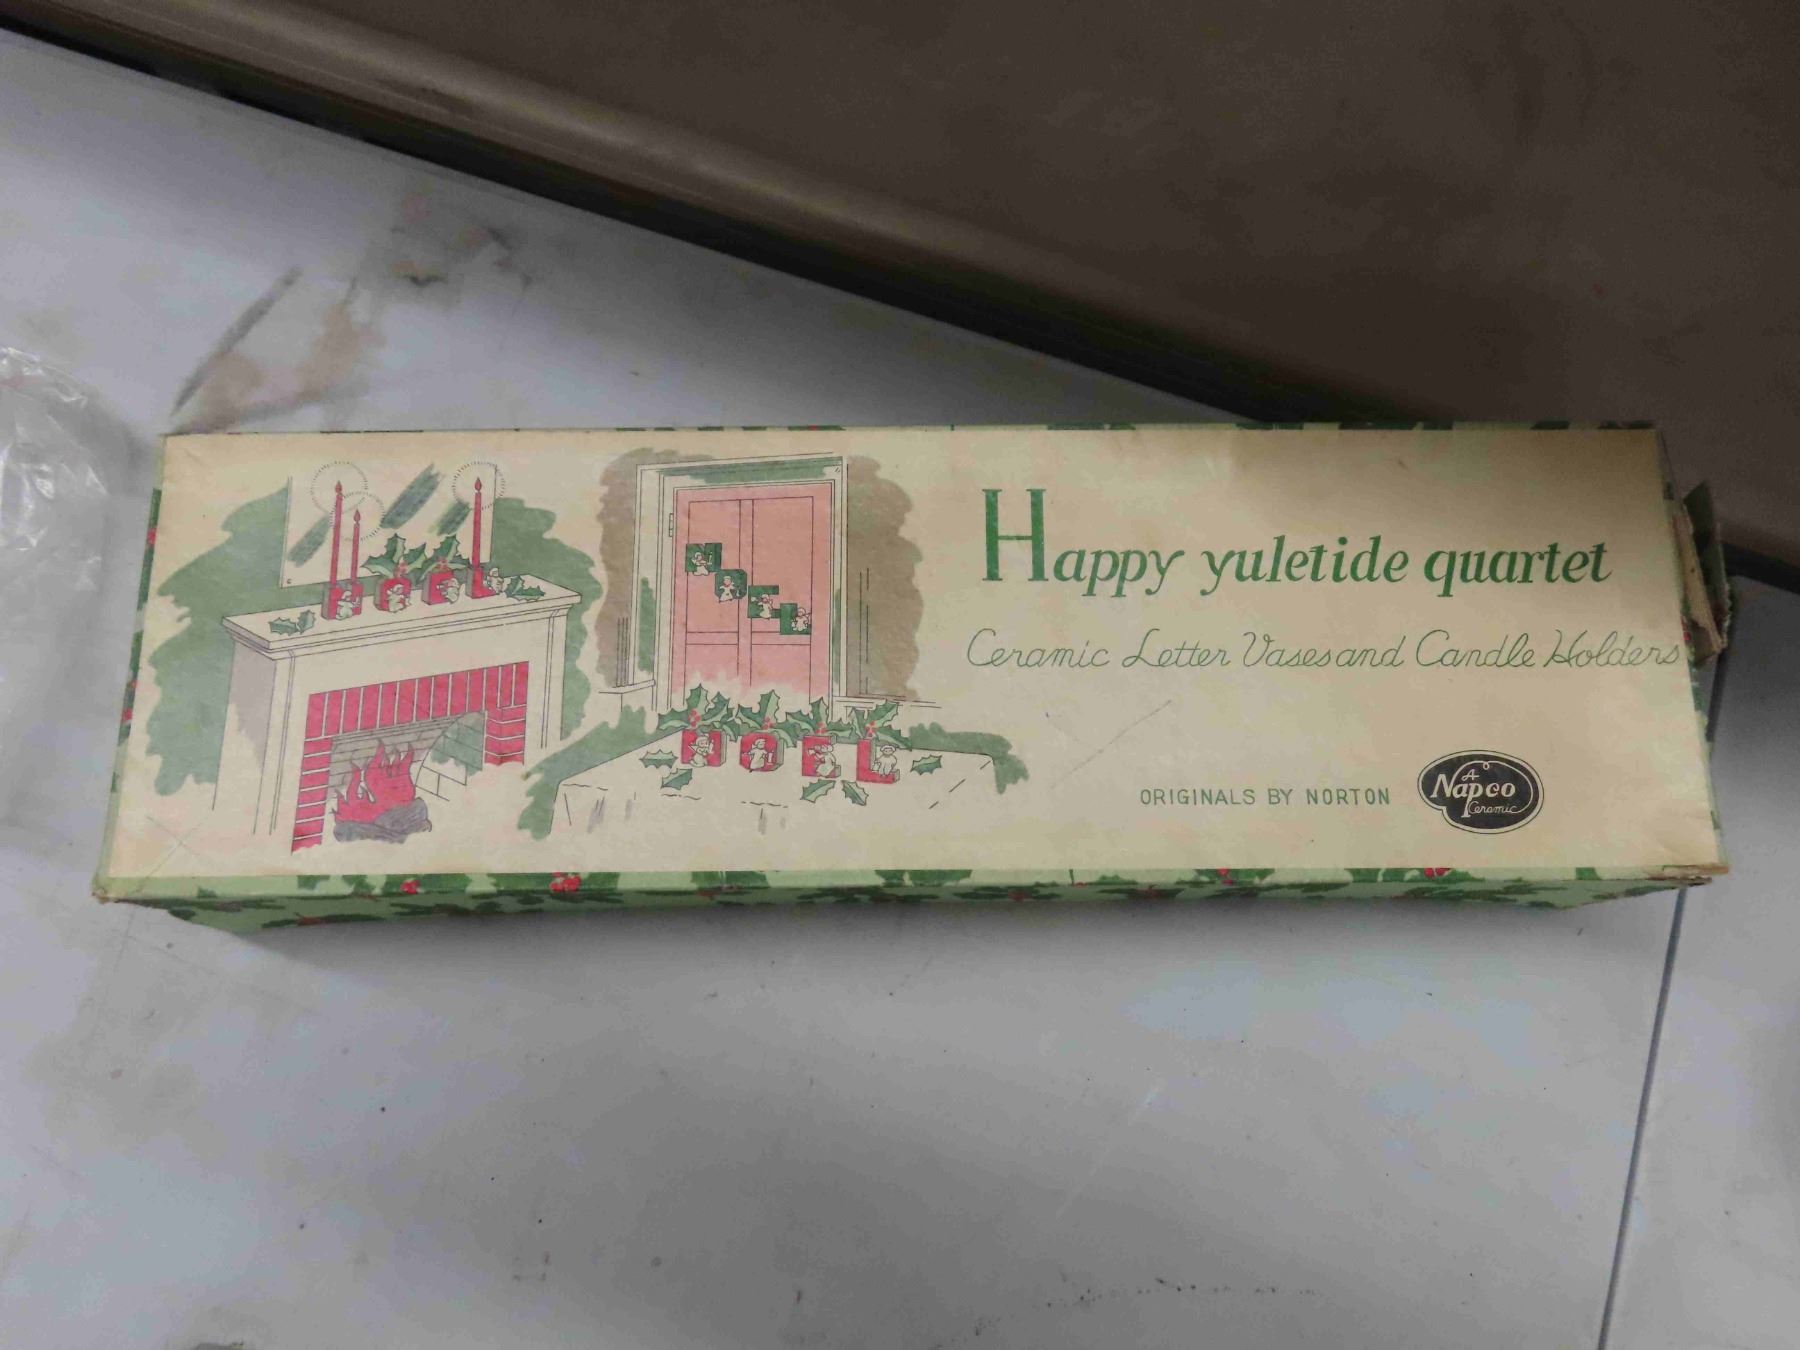 Happy yuletide quartet
Ceramic Letter Vases and Candle Holders
ORIGINALS BY NORTON
A
Napco
Ceramic
NOEL
NOEL
NOEL